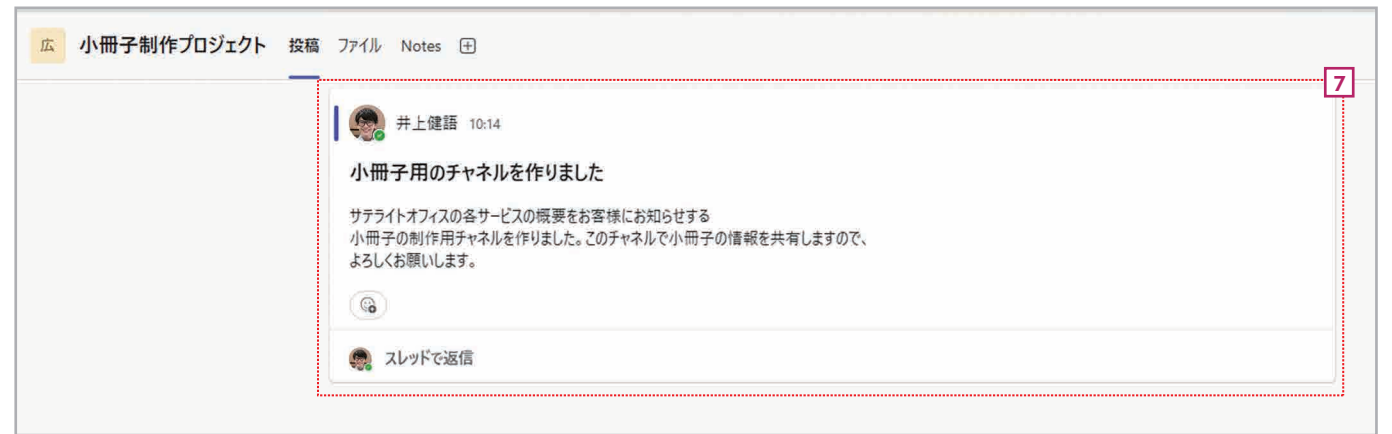 広 小冊子制作プロジェクト 投稿 ファイル Notes
7
井上健語 10:14
小冊子用のチャネルを作りました
サテライトオフィスの各サービスの概要をお客様にお知らせする
小冊子の制作用チャネルを作りました。このチャネルで小冊子の情報を共有しますので、
よろしくお願いします。
スレッドで返信